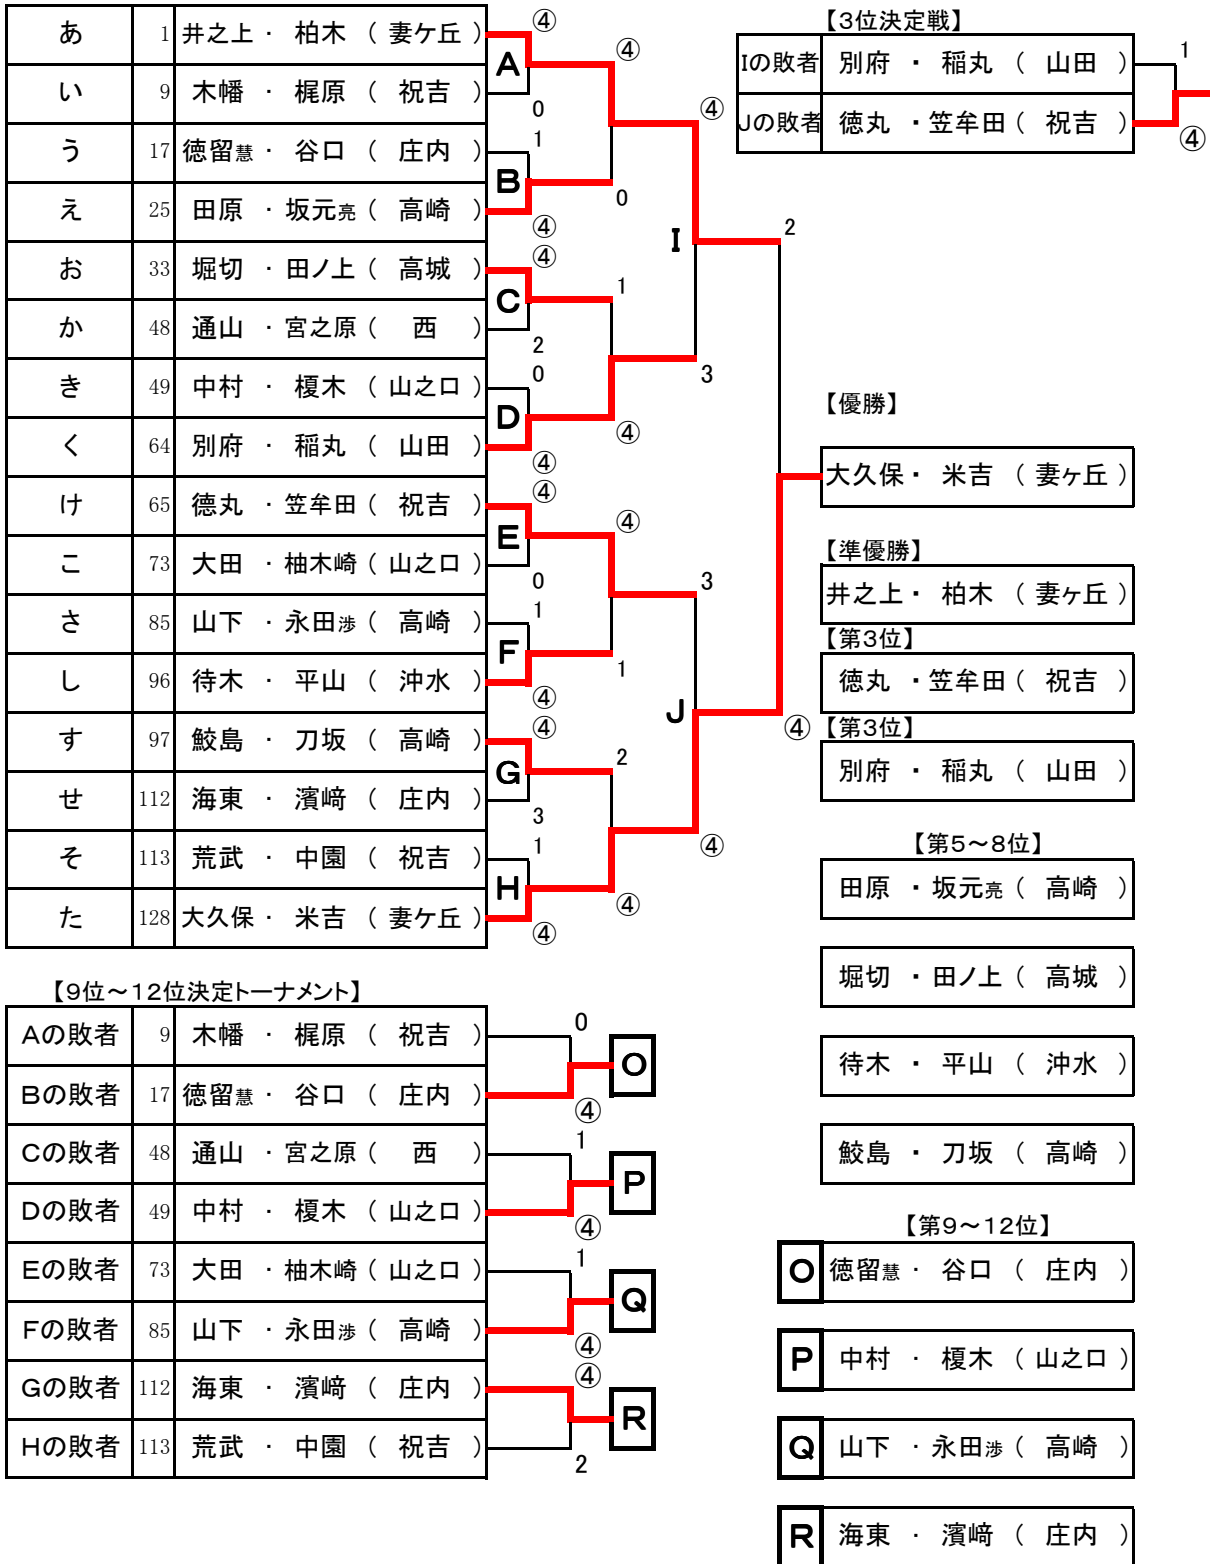 あ 1 井之上 ・ 柏木 ( 妻ケ丘 )
い 9 木幡 ・ 梶原 ( 祝吉 )
う 17 徳留慧 ・ 谷口 ( 庄内 )
え 25 田原 ・ 坂元亮 ( 高崎 )
お 33 堀切 ・ 田ノ上 ( 高城 )
か 48 通山 ・ 宮之原 ( 西 )
き 49 中村 ・ 榎木 ( 山之口 )
く 64 別府 ・ 稲丸 ( 山田 )
け 65 德丸 ・ 笠牟田 ( 祝吉 )
こ 73 大田 ・ 柚木崎 ( 山之口 )
さ 85 山下 ・ 永田渉 ( 高崎 )
し 96 待木 ・ 平山 ( 沖水 )
す 97 鮫島 ・ 刀坂 ( 高崎 )
せ 112 海東 ・ 濱﨑 ( 庄内 )
そ 113 荒武 ・ 中園 ( 祝吉 )
た 128 大久保 ・ 米吉 ( 妻ケ丘 )
④ A 0
1 B ④
④ C 2
0 D ④
④ E 0
1 F ④
④ G 3
1 H ④
④ 0
1 ④
④ 1
2 ④
④ I 3
3 J ④
2 ④
【3位決定戦】
Iの敗者 別府 ・ 稲丸 ( 山田 ) 1
Jの敗者 徳丸 ・ 笠牟田 ( 祝吉 ) ④
【優勝】
大久保 ・ 米吉 ( 妻ヶ丘 )
【準優勝】
井之上 ・ 柏木 ( 妻ヶ丘 )
【第3位】
徳丸 ・ 笠牟田 ( 祝吉 )
【第3位】
別府 ・ 稲丸 ( 山田 )
【第5～8位】
田原 ・ 坂元亮 ( 高崎 )
堀切 ・ 田ノ上 ( 高城 )
待木 ・ 平山 ( 沖水 )
鮫島 ・ 刀坂 ( 高崎 )
【9位～12位決定トーナメント】
Aの敗者 9 木幡 ・ 梶原 ( 祝吉 ) 0
O
Bの敗者 17 徳留慧 ・ 谷口 ( 庄内 ) ④
Cの敗者 48 通山 ・ 宮之原 ( 西 ) 1
P
Dの敗者 49 中村 ・ 榎木 ( 山之口 ) ④
Eの敗者 73 大田 ・ 柚木崎 ( 山之口 ) 1
Q
Fの敗者 85 山下 ・ 永田渉 ( 高崎 ) ④
Gの敗者 112 海東 ・ 濱﨑 ( 庄内 ) ④
R
Hの敗者 113 荒武 ・ 中園 ( 祝吉 ) 2
【第9～12位】
O 徳留慧 ・ 谷口 ( 庄内 )
P 中村 ・ 榎木 ( 山之口 )
Q 山下 ・ 永田渉 ( 高崎 )
R 海東 ・ 濱﨑 ( 庄内 )